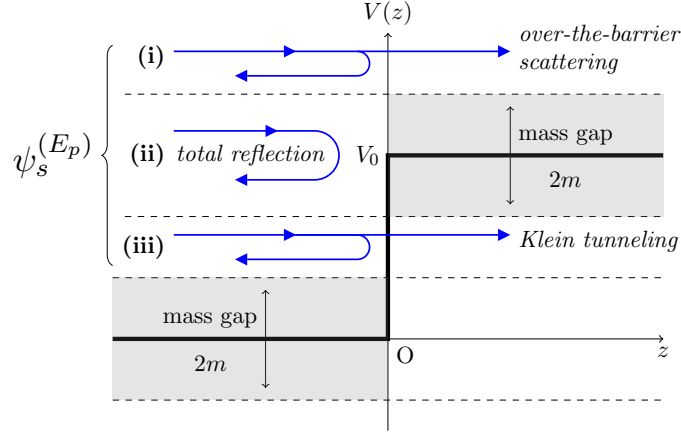 V(z)
(i)
over-the-barrier
scattering
ψ_s^{(E_p)}
(ii)
total reflection
V₀
mass gap
2m
(iii)
Klein tunneling
mass gap
2m
O
z